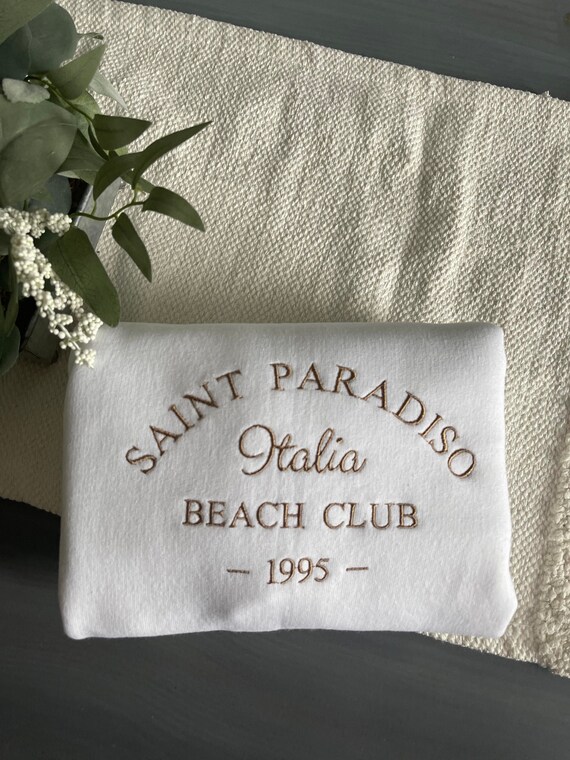 SAINT PARADISO
Italia
BEACH CLUB
– 1995 –